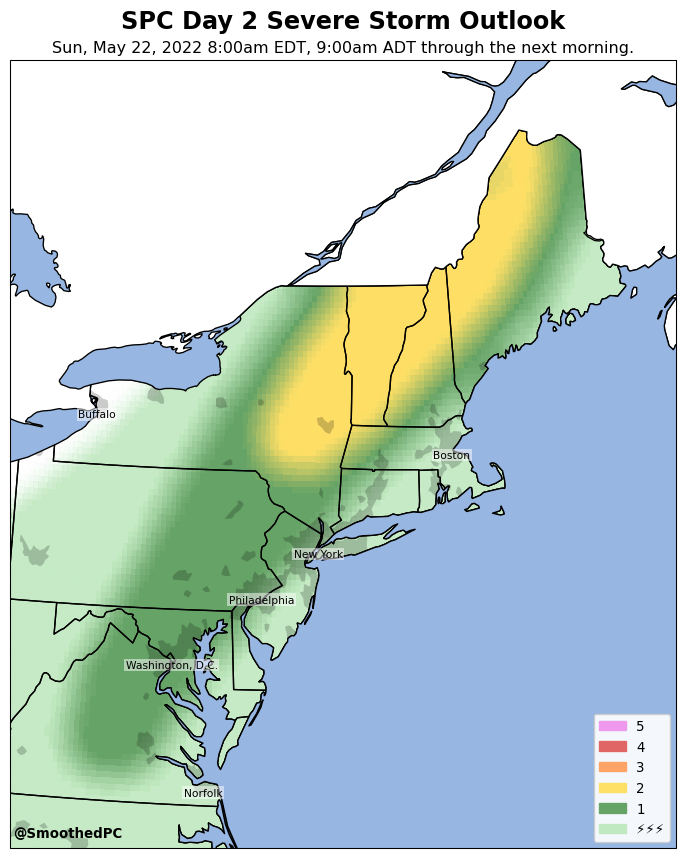 SPC Day 2 Severe Storm Outlook
Sun, May 22, 2022 8:00am EDT, 9:00am ADT through the next morning.
Buffalo
Boston
New York
Philadelphia
Washington, D.C.
Norfolk
5
4
3
2
1
⚡⚡⚡
@SmoothedPC